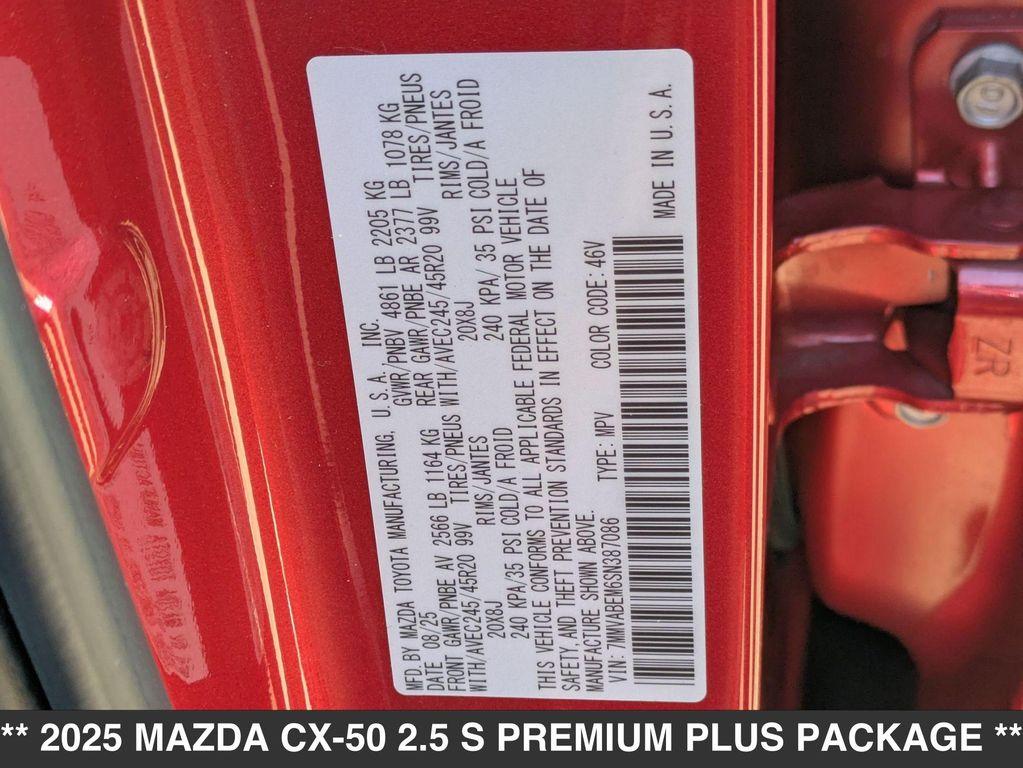 MFD.BY MAZDA TOYOTA MANUFACTURING, U.S.A. INC.
DATE 08/25 GVWR/PNBV 4861 LB 2205 KG
FRONT GAWR/PNBE AV 2566 LB 1164 KG REAR GAWR/PNBE AR 2377 LB 1078 KG
WITH/AVEC245/45R20 99V TIRES/PNEUS WITH/AVEC245/45R20 99V TIRES/PNEUS
20X8J RIMS/JANTES 20X8J RIMS/JANTES
240 KPA/35 PSI COLD/A FROID 240 KPA/ 35 PSI COLD/A FROID
THIS VEHICLE CONFORMS TO ALL APPLICABLE FEDERAL MOTOR VEHICLE
SAFETY,AND THEFT PREVENTION STANDARDS IN EFFECT ON THE DATE OF
MANUFACTURE SHOWN ABOVE. TYPE: MPV COLOR CODE: 46V
VIN: 7MMVABEM6SN387086
MADE IN U.S.A.
ZR
** 2025 MAZDA CX-50 2.5 S PREMIUM PLUS PACKAGE **